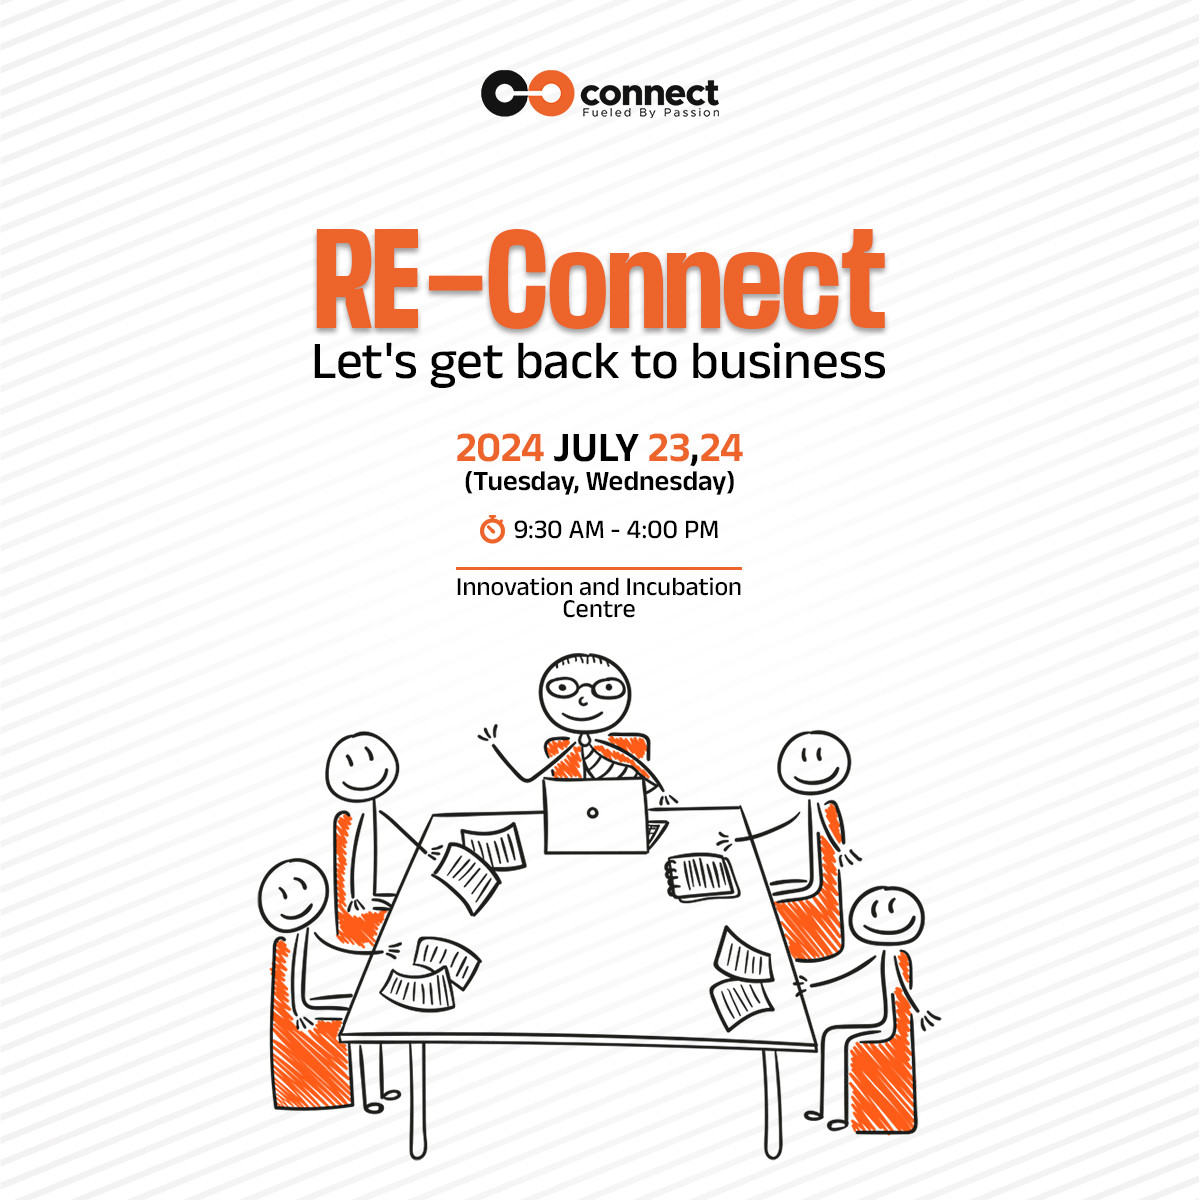 connect
Fueled By Passion
RE-Connect
Let's get back to business
2024 JULY 23,24
(Tuesday, Wednesday)
9:30 AM - 4:00 PM
Innovation and Incubation
Centre